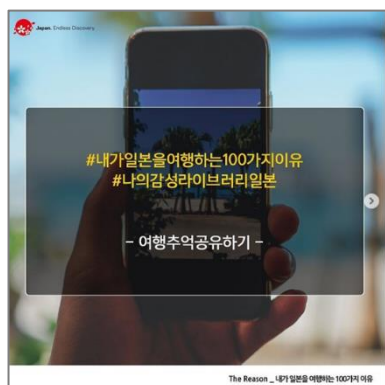 Japan. Endless Discovery.
#내가일본을여행하는100가지이유
#나의감성라이브러리일본
- 여행추억공유하기 -
The Reason _ 내가 일본을 여행하는 100가지 이유